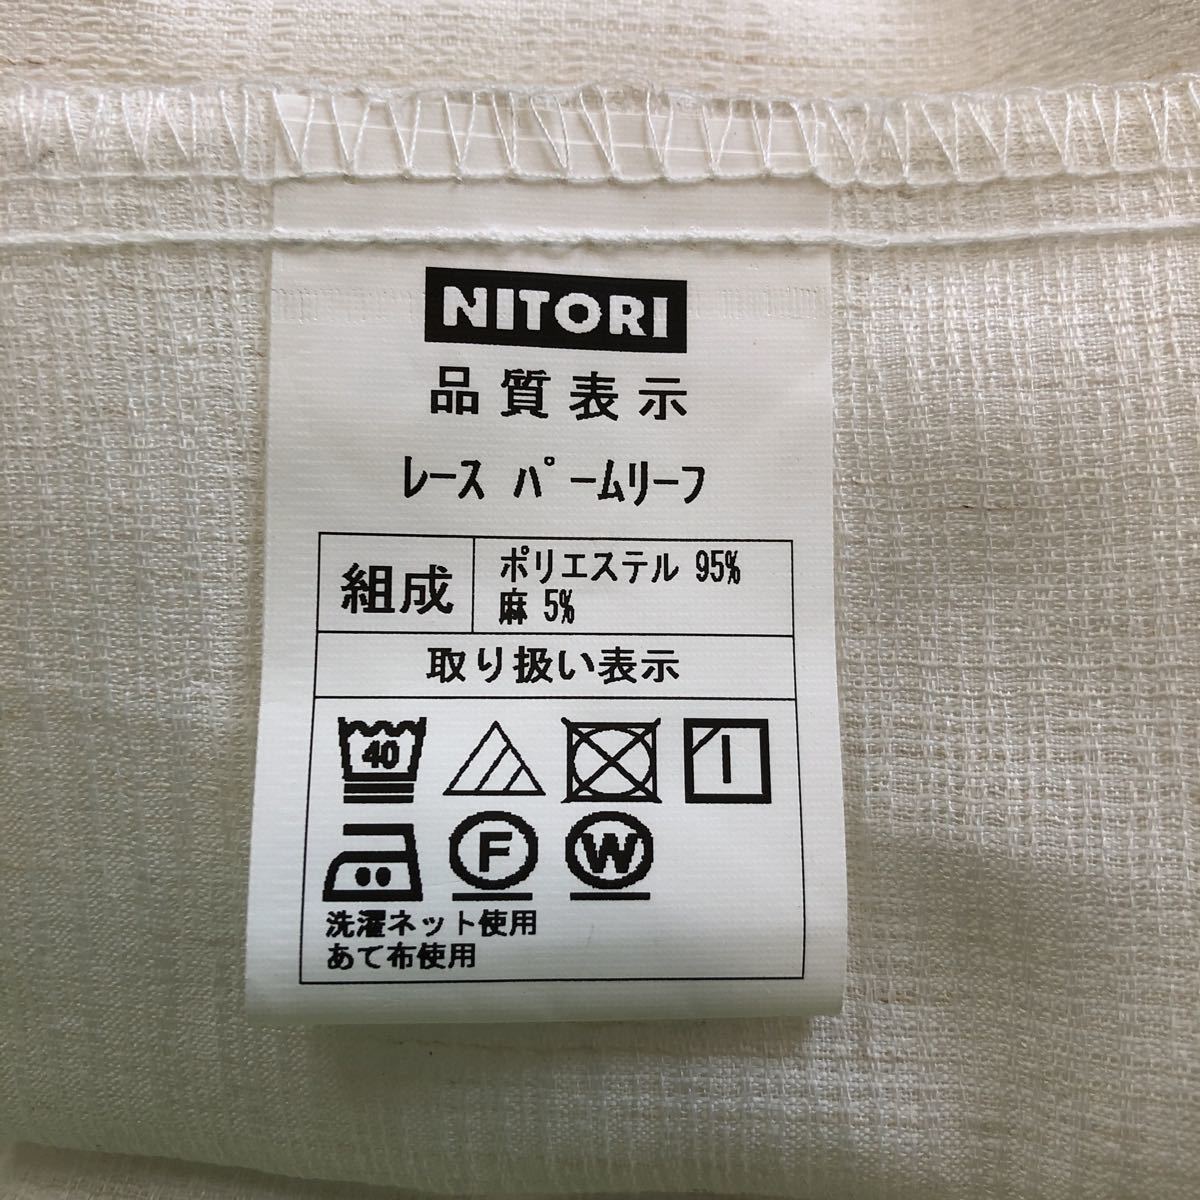 NITORI
品質表示
レース パームリーフ
組成
ポリエステル 95%
麻 5%
取り扱い表示
40
F W
洗濯ネット使用
あて布使用